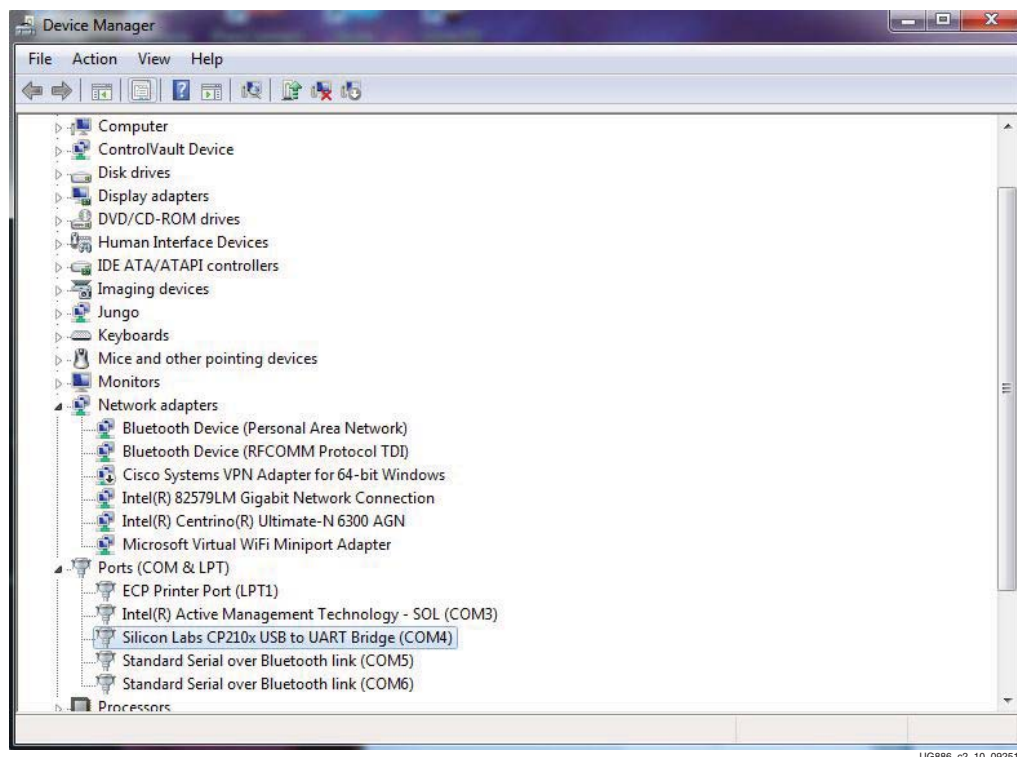 Device Manager
File Action View Help
Computer
ControlVault Device
Disk drives
Display adapters
DVD/CD-ROM drives
Human Interface Devices
IDE ATA/ATAPI controllers
Imaging devices
Jungo
Keyboards
Mice and other pointing devices
Monitors
Network adapters
Bluetooth Device (Personal Area Network)
Bluetooth Device (RFCOMM Protocol TDI)
Cisco Systems VPN Adapter for 64-bit Windows
Intel(R) 82579LM Gigabit Network Connection
Intel(R) Centrino(R) Ultimate-N 6300 AGN
Microsoft Virtual WiFi Miniport Adapter
Ports (COM & LPT)
ECP Printer Port (LPT1)
Intel(R) Active Management Technology - SOL (COM3)
Silicon Labs CP210x USB to UART Bridge (COM4)
Standard Serial over Bluetooth link (COM5)
Standard Serial over Bluetooth link (COM6)
Processors